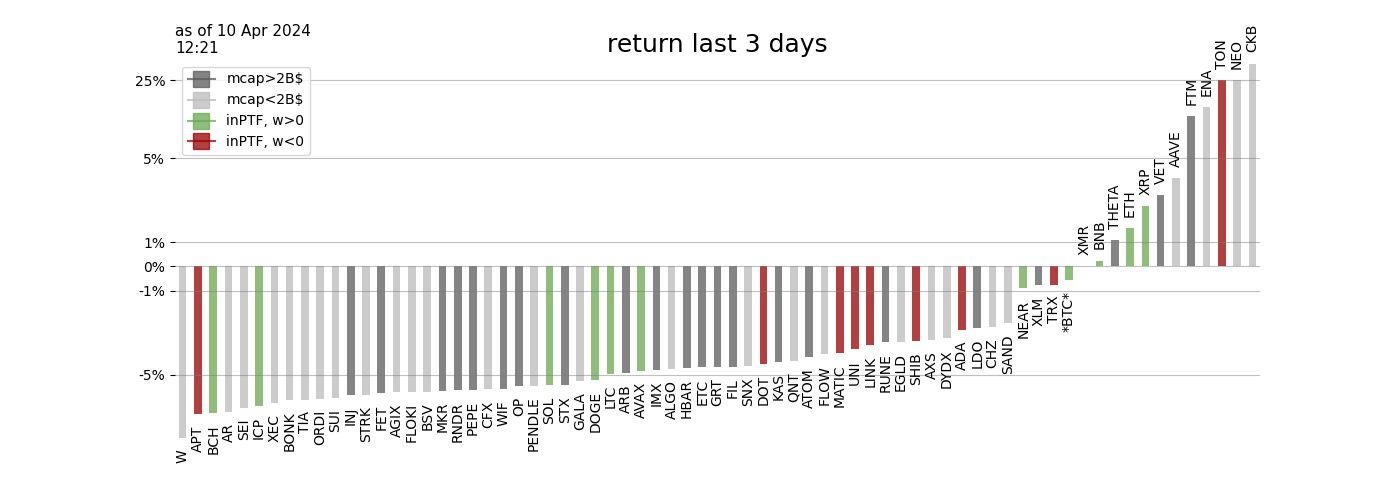 as of 10 Apr 2024
12:21
return last 3 days
mcap>2B$
mcap<2B$
inPTF, w>0
inPTF, w<0
25%
5%
1%
0%
-1%
-5%
W
APT
BCH
AR
SEI
ICP
XEC
BONK
TIA
ORDI
SUI
INJ
STRK
FET
AGIX
FLOKI
BSV
MKR
RNDR
PEPE
CFX
WIF
OP
PENDLE
SOL
STX
GALA
DOGE
LTC
ARB
AVAX
IMX
ALGO
HBAR
ETC
GRT
FIL
SNX
DOT
KAS
QNT
ATOM
FLOW
MATIC
UNI
LINK
RUNE
EGLD
SHIB
AXS
DYDX
ADA
LDO
CHZ
SAND
NEAR
XLM
TRX
*BTC*
XMR
BNB
THETA
ETH
XRP
VET
AAVE
FTM
ENA
TON
NEO
CKB